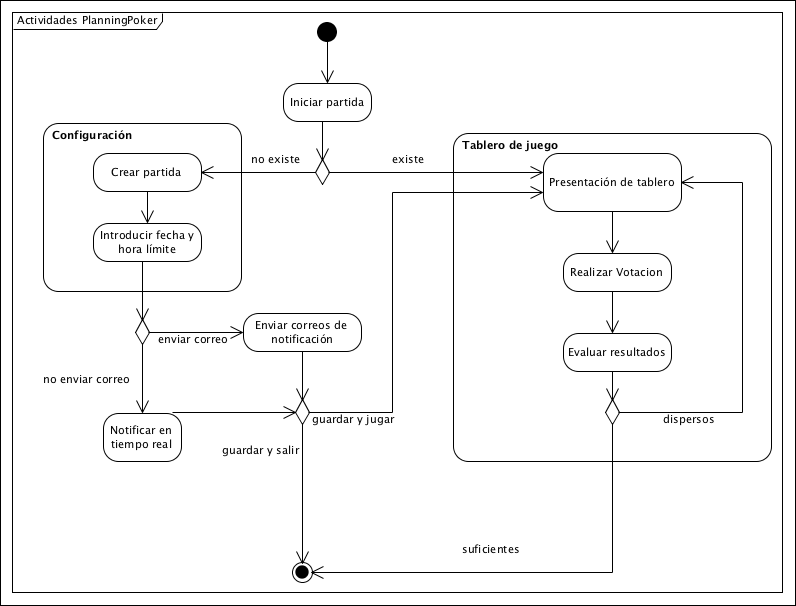 Actividades PlanningPoker
Iniciar partida
Configuración
Tablero de juego
no existe
existe
Crear partida
Presentación de tablero
Introducir fecha y
hora límite
Realizar Votacion
Enviar correos de
notificación
enviar correo
Evaluar resultados
no enviar correo
Notificar en
tiempo real
guardar y jugar
dispersos
guardar y salir
suficientes